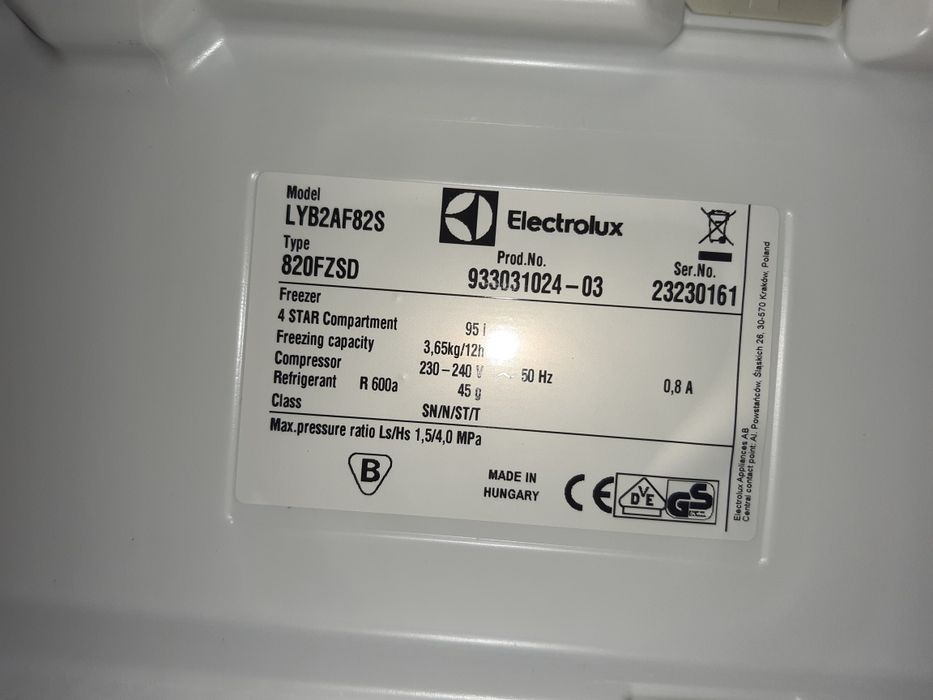 Model
LYB2AF82S
Electrolux
Type
820FZSD
Prod.No.
933031024-03
Ser.No.
23230161
Freezer
4 STAR Compartment 95 l
Freezing capacity 3,65kg/12h
Compressor 230-240 V ~ 50 Hz 0,8 A
Refrigerant R 600a 45 g
Class SN/N/ST/T
Max.pressure ratio Ls/Hs 1,5/4,0 MPa
B
MADE IN
HUNGARY
CE
DVE
GS
Electrolux Appliances AB
Central contact point: Al. Powstańców, Śląskich 26, 30-570 Kraków, Poland